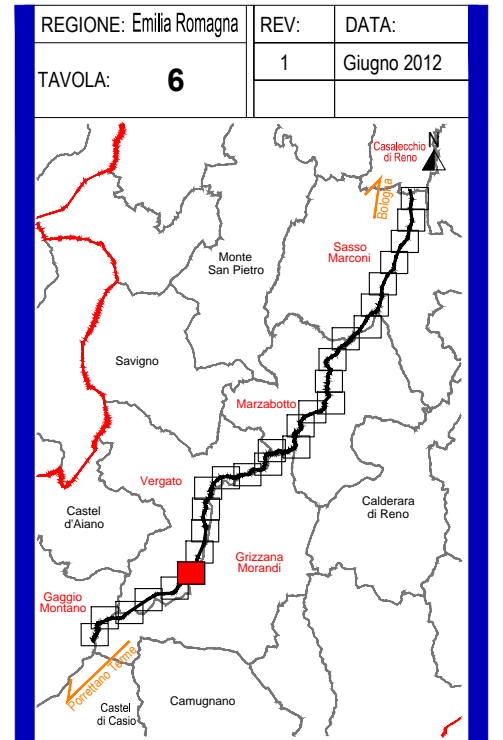 REGIONE: Emilia Romagna
REV:
DATA:
TAVOLA: 6
1
Giugno 2012
Casalecchio
di Reno
N
Bologna
Sasso
Marconi
Monte
San Pietro
Savigno
Marzabotto
Vergato
Castel
d'Aiano
Calderara
di Reno
Grizzana
Morandi
Gaggio
Montano
Porrettano Terme
Castel
di Casio
Camugnano